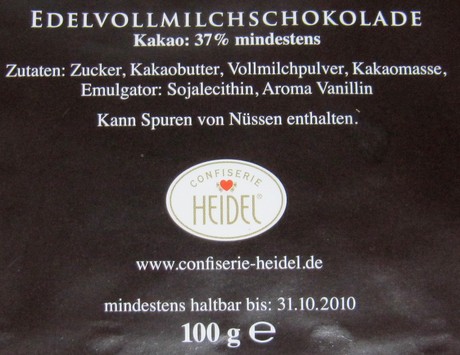 EDELVOLLMILCHSCHOKOLADE
Kakao: 37% mindestens
Zutaten: Zucker, Kakaobutter, Vollmilchpulver, Kakaomasse,
Emulgator: Sojalecithin, Aroma Vanillin
Kann Spuren von Nüssen enthalten.
CONFISERIE
HEIDEL®
www.confiserie-heidel.de
mindestens haltbar bis: 31.10.2010
100 g ℮